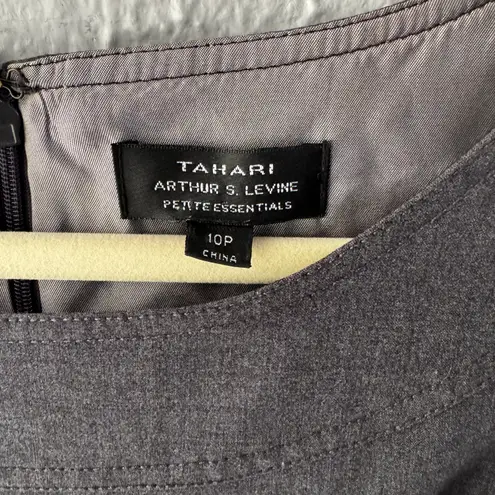 TAHARI
ARTHUR S. LEVINE
PETITE ESSENTIALS
10P
CHINA